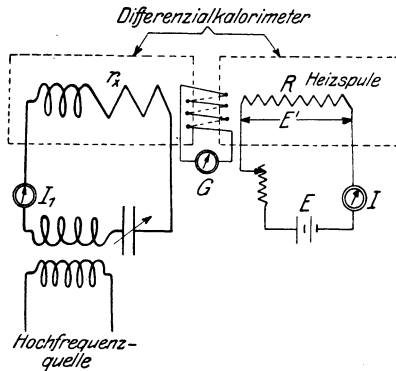 Differenzialkalorimeter
rx
R Heizspule
E'
G
I1
E
I
Hochfrequenz-
quelle